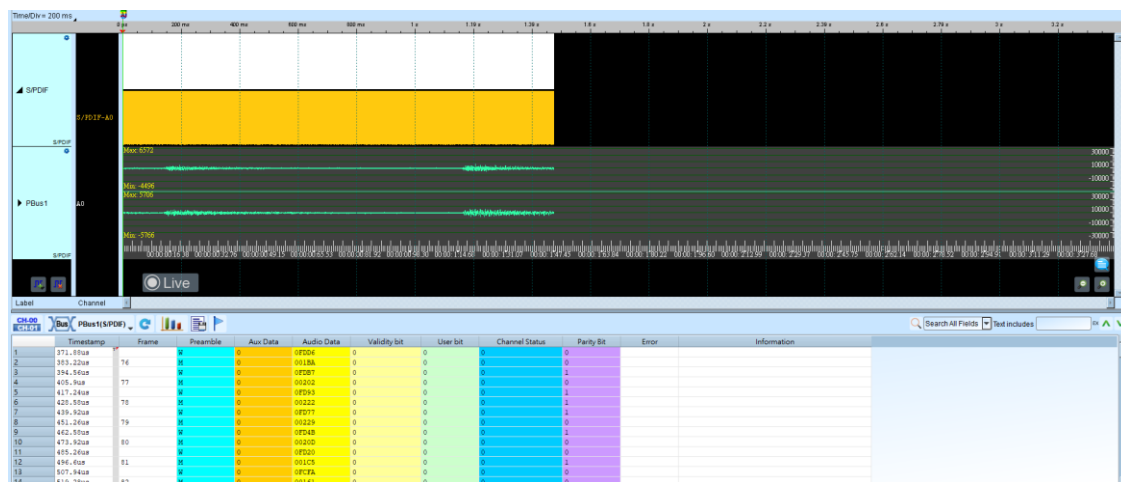 Time/Div = 200 ms
0 ps 200 ms 400 ms 600 ms 800 ms 1 s 1.19 s 1.39 s 1.6 s 1.8 s 2 s 2.2 s 2.39 s 2.6 s 2.79 s 3 s 3.2 s
S/PDIF
S/PDIF-A0
S/PDIF
Max: 6572
30000
10000
-10000
Min: -4496
Max: 5706
30000
PBus1
A0
10000
-10000
Min: -5766
-30000
S/PDIF
Live
Label Channel
CH-00
CH-01
Bus
PBus1(S/PDIF)
Search All Fields
Text includes
Timestamp Frame Preamble Aux Data Audio Data Validity bit User bit Channel Status Parity Bit Error Information
1 371.88us W 0 0FDD6 0 0 0 0
2 383.22us 76 M 0 001BA 0 0 0 0
3 394.56us W 0 0FDB7 0 0 0 1
4 405.9us 77 M 0 00202 0 0 0 0
5 417.24us W 0 0FD93 0 0 0 1
6 428.58us 78 M 0 00222 0 0 0 1
7 439.92us W 0 0FD77 0 0 0 1
8 451.26us 79 M 0 00229 0 0 0 0
9 462.58us W 0 0FD4B 0 0 0 1
10 473.92us 80 M 0 0020D 0 0 0 0
11 485.26us W 0 0FD20 0 0 0 0
12 496.6us 81 M 0 001C5 0 0 0 1
13 507.94us W 0 0FCFA 0 0 0 0